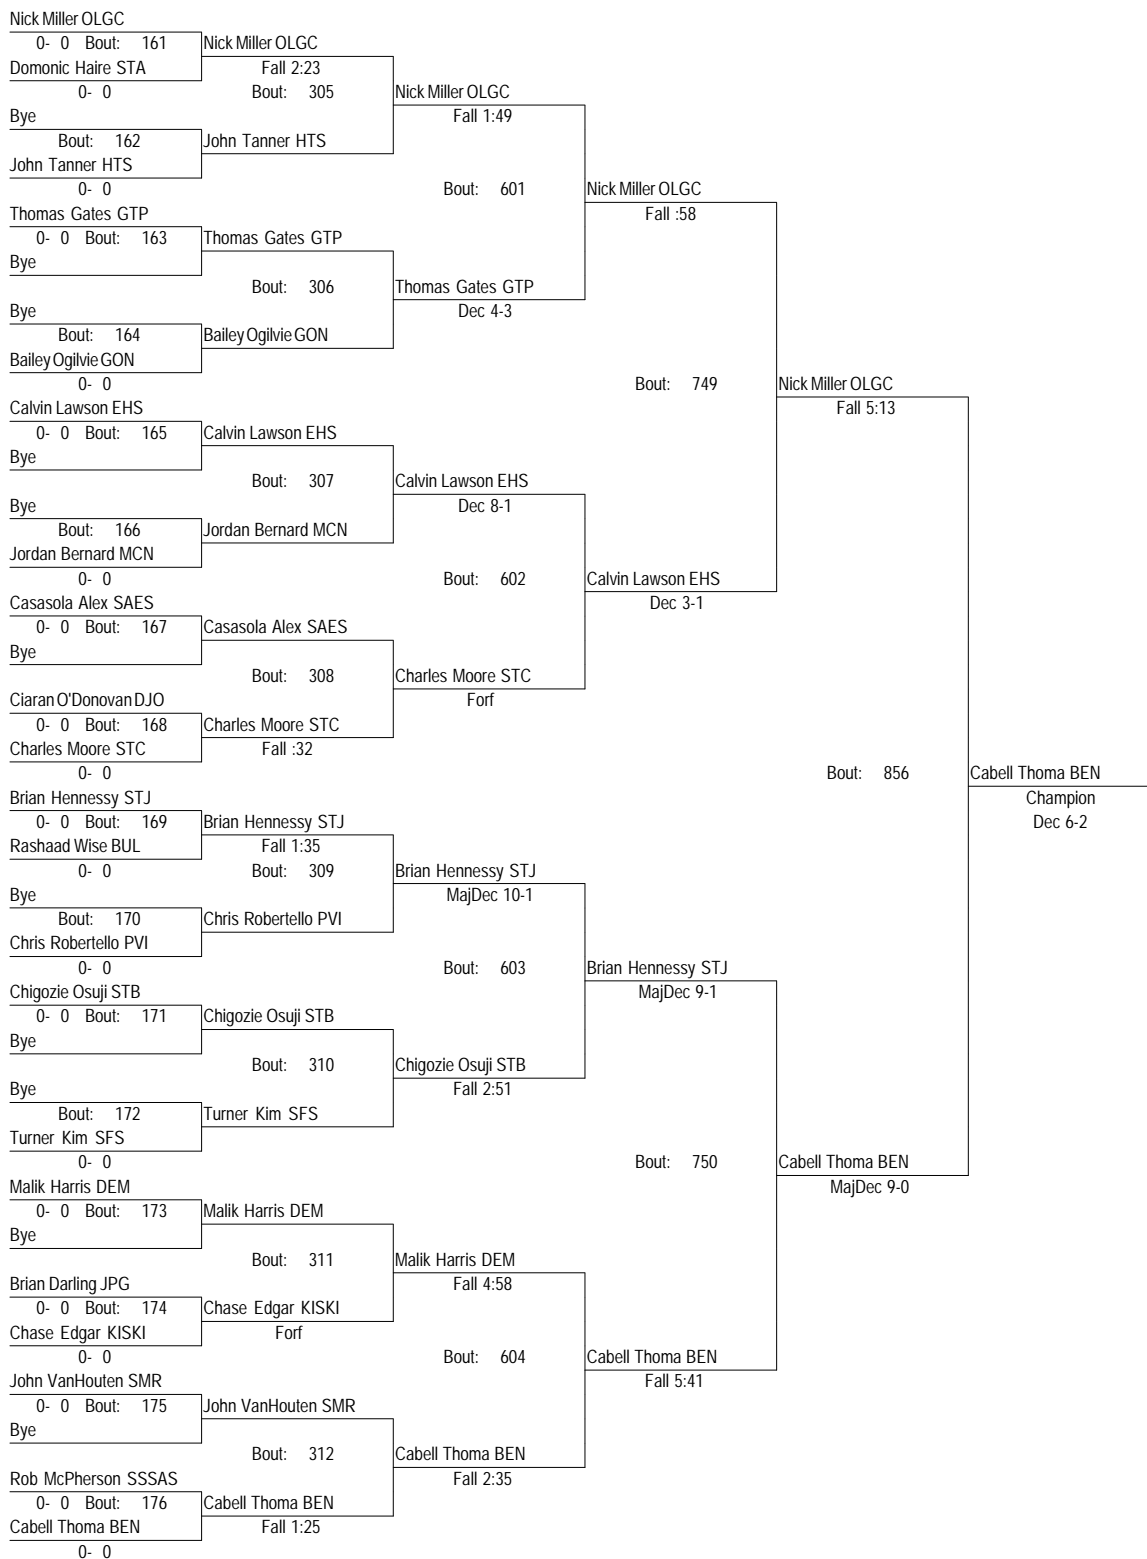 Nick Miller OLGC
0- 0 Bout: 161 Nick Miller OLGC
Domonic Haire STA Fall 2:23
0- 0 Bout: 305 Nick Miller OLGC
Bye Fall 1:49
Bout: 162 John Tanner HTS
John Tanner HTS
0- 0 Bout: 601 Nick Miller OLGC
Thomas Gates GTP Fall :58
0- 0 Bout: 163 Thomas Gates GTP
Bye
Bout: 306 Thomas Gates GTP
Bye Dec 4-3
Bout: 164 Bailey Ogilvie GON
Bailey Ogilvie GON
0- 0 Bout: 749 Nick Miller OLGC
Calvin Lawson EHS Fall 5:13
0- 0 Bout: 165 Calvin Lawson EHS
Bye
Bout: 307 Calvin Lawson EHS
Bye Dec 8-1
Bout: 166 Jordan Bernard MCN
Jordan Bernard MCN
0- 0 Bout: 602 Calvin Lawson EHS
Casasola Alex SAES Dec 3-1
0- 0 Bout: 167 Casasola Alex SAES
Bye
Bout: 308 Charles Moore STC
Ciaran O'Donovan DJO Forf
0- 0 Bout: 168 Charles Moore STC
Charles Moore STC Fall :32
0- 0 Bout: 856 Cabell Thoma BEN
Brian Hennessy STJ Champion
0- 0 Bout: 169 Brian Hennessy STJ Dec 6-2
Rashaad Wise BUL Fall 1:35
0- 0 Bout: 309 Brian Hennessy STJ
Bye MajDec 10-1
Bout: 170 Chris Robertello PVI
Chris Robertello PVI
0- 0 Bout: 603 Brian Hennessy STJ
Chigozie Osuji STB MajDec 9-1
0- 0 Bout: 171 Chigozie Osuji STB
Bye
Bout: 310 Chigozie Osuji STB
Bye Fall 2:51
Bout: 172 Turner Kim SFS
Turner Kim SFS
0- 0 Bout: 750 Cabell Thoma BEN
Malik Harris DEM MajDec 9-0
0- 0 Bout: 173 Malik Harris DEM
Bye
Bout: 311 Malik Harris DEM
Brian Darling JPG Fall 4:58
0- 0 Bout: 174 Chase Edgar KISKI
Chase Edgar KISKI Forf
0- 0 Bout: 604 Cabell Thoma BEN
John VanHouten SMR Fall 5:41
0- 0 Bout: 175 John VanHouten SMR
Bye
Bout: 312 Cabell Thoma BEN
Rob McPherson SSSAS Fall 2:35
0- 0 Bout: 176 Cabell Thoma BEN
Cabell Thoma BEN Fall 1:25
0- 0